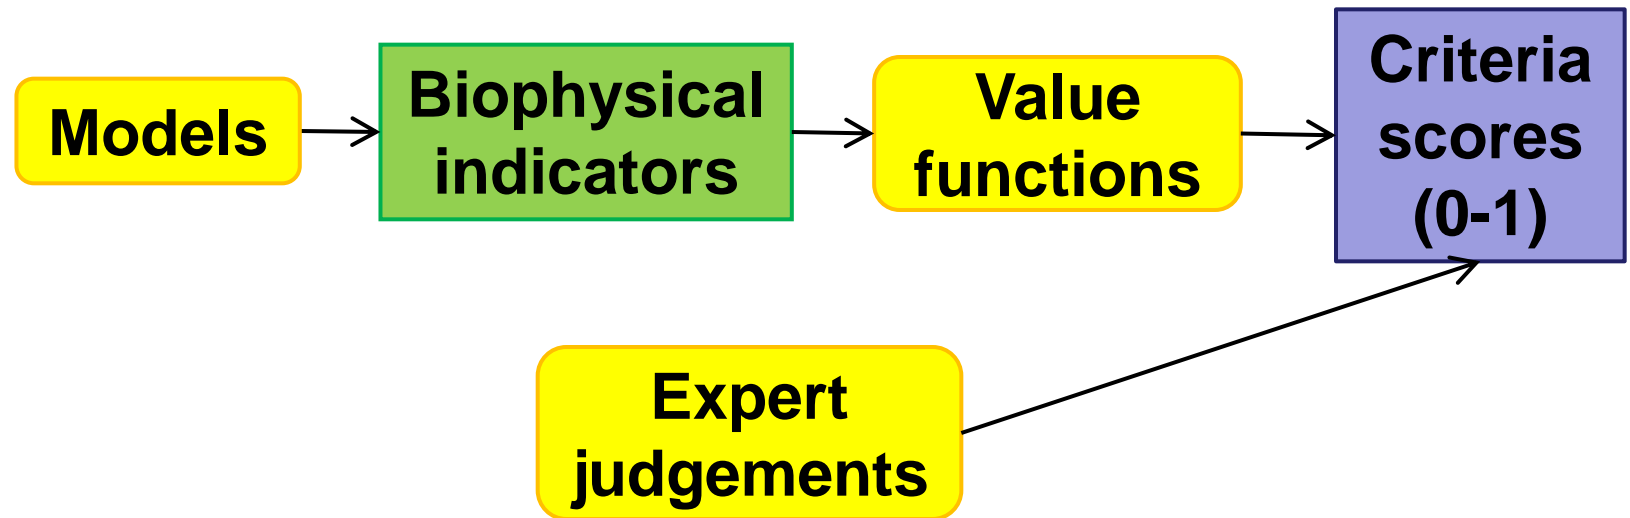 Models
Biophysical
indicators
Value
functions
Criteria
scores
(0-1)
Expert
judgements